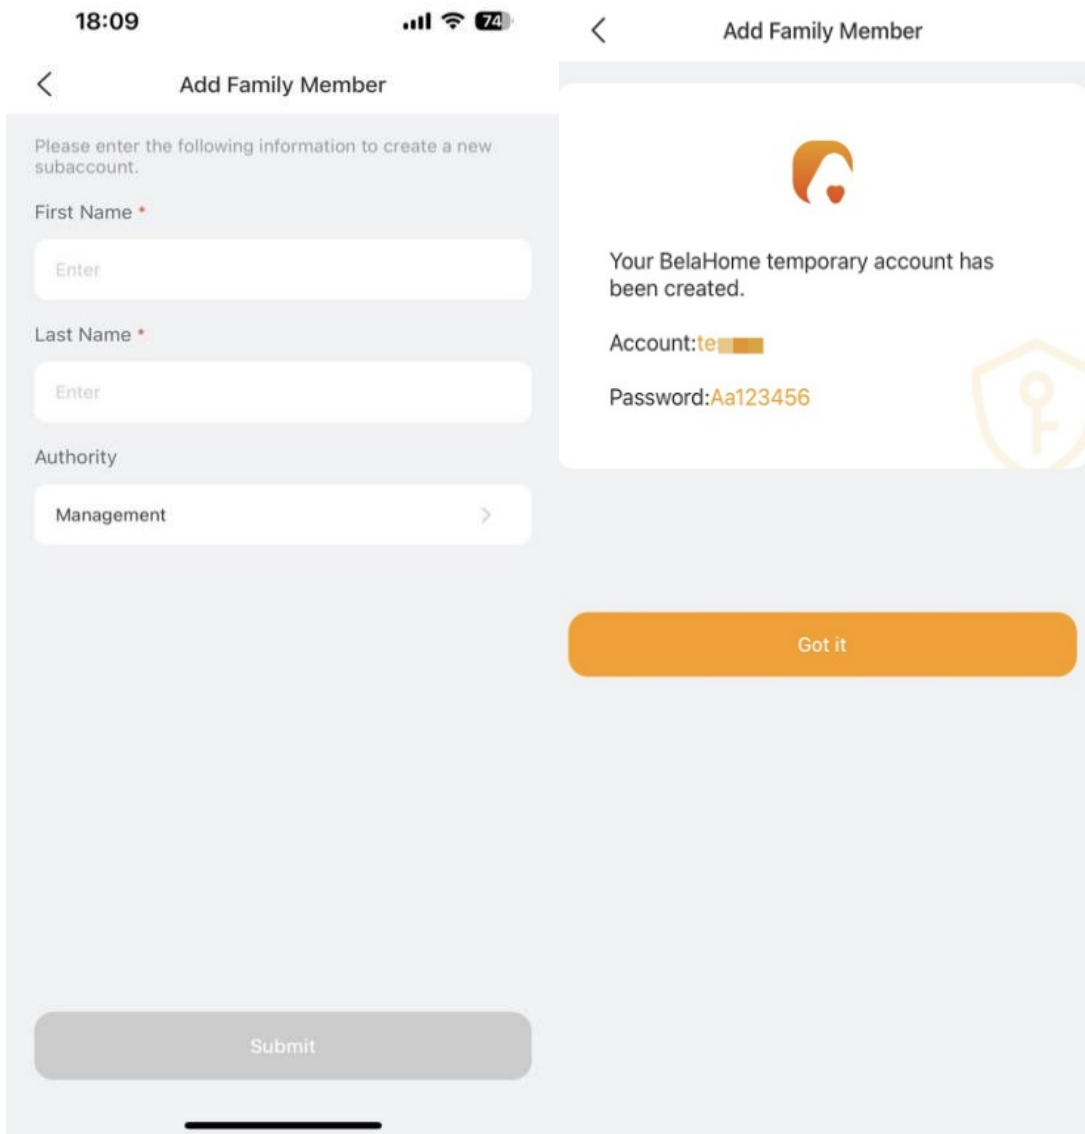 18:09
74
Add Family Member
Please enter the following information to create a new
subaccount.
First Name *
Enter
Last Name *
Enter
Authority
Management
Submit
Add Family Member
Your BelaHome temporary account has
been created.
Account:te
Password:Aa123456
Got it